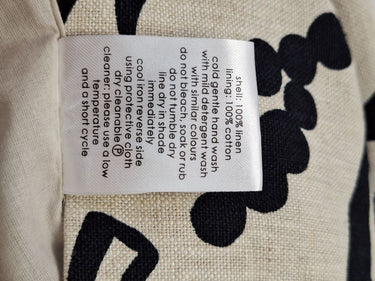 shell: 100% linen
lining: 100% cotton
cold gentle hand wash
with mild detergent wash
with similar colours
do not bleach, soak or rub
do not tumble dry
line dry in shade
immediately
cool iron reverse side
using protective cloth
dry cleanable Ⓟ
cleaner: please use a low
temperature
and a short cycle